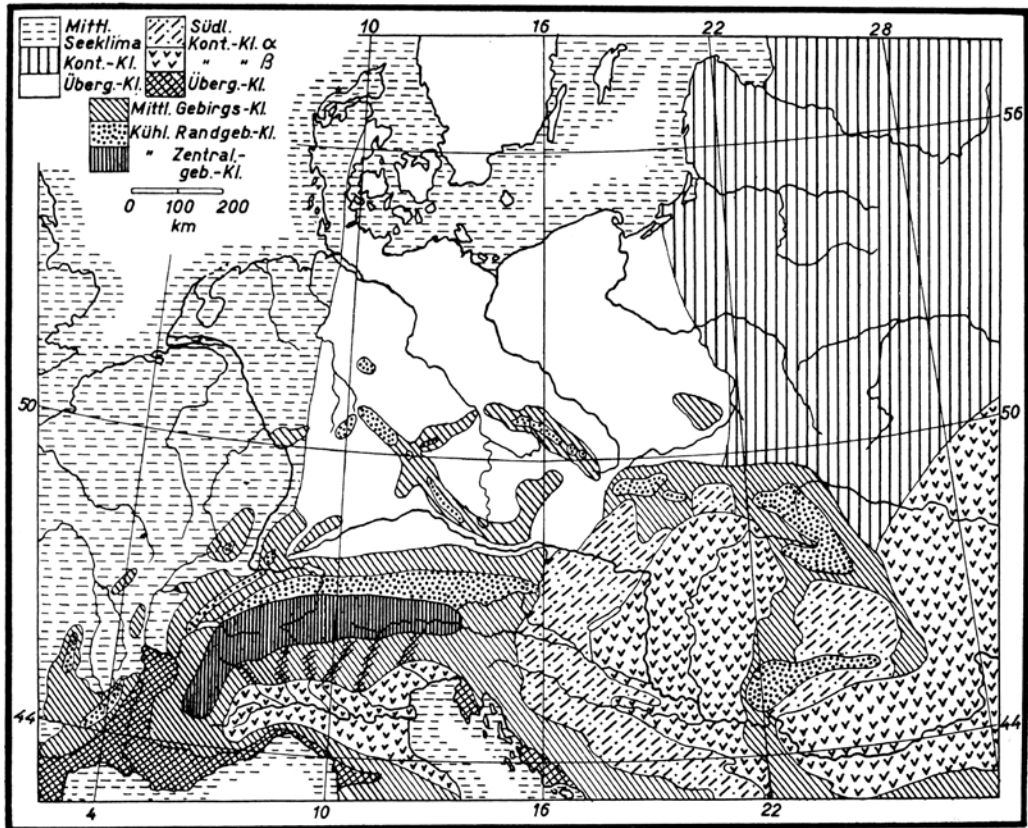 Mittl.
Seeklima
Kont.-Kl.
Überg.-Kl.
Südl.
Kont.-Kl. α
" " β
Überg.-Kl.
Mittl. Gebirgs-Kl.
Kühl. Randgeb.-Kl.
" Zentral.-
geb.-Kl.
0 100 200
km
10 16 22 28
56
50 50
44 44
4 10 16 22